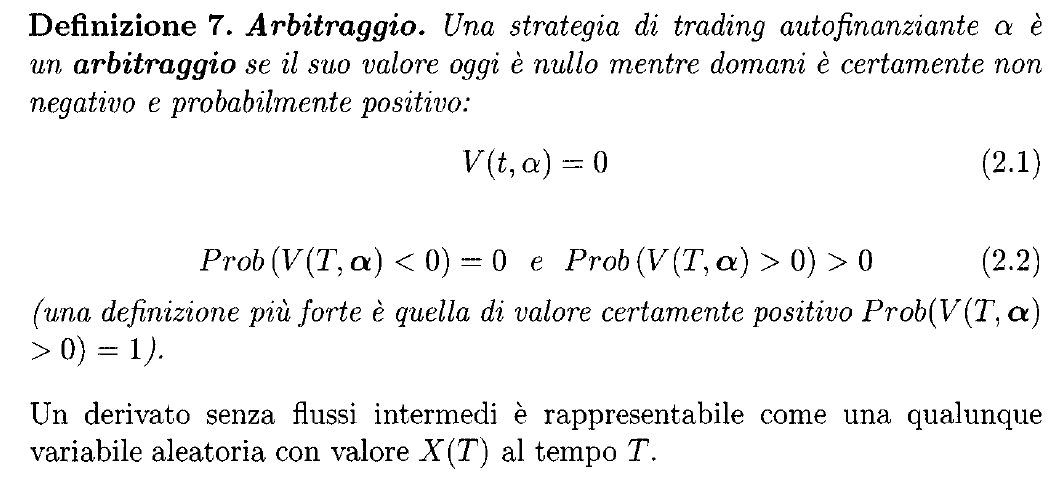 Definizione 7. Arbitraggio. Una strategia di trading autofinanziante α è
un arbitraggio se il suo valore oggi è nullo mentre domani è certamente non
negativo e probabilmente positivo:
V(t, α) = 0 (2.1)
Prob (V(T, α) < 0) = 0 e Prob (V(T, α) > 0) > 0 (2.2)
(una definizione più forte è quella di valore certamente positivo Prob(V(T, α)
> 0) = 1).
Un derivato senza flussi intermedi è rappresentabile come una qualunque
variabile aleatoria con valore X(T) al tempo T.